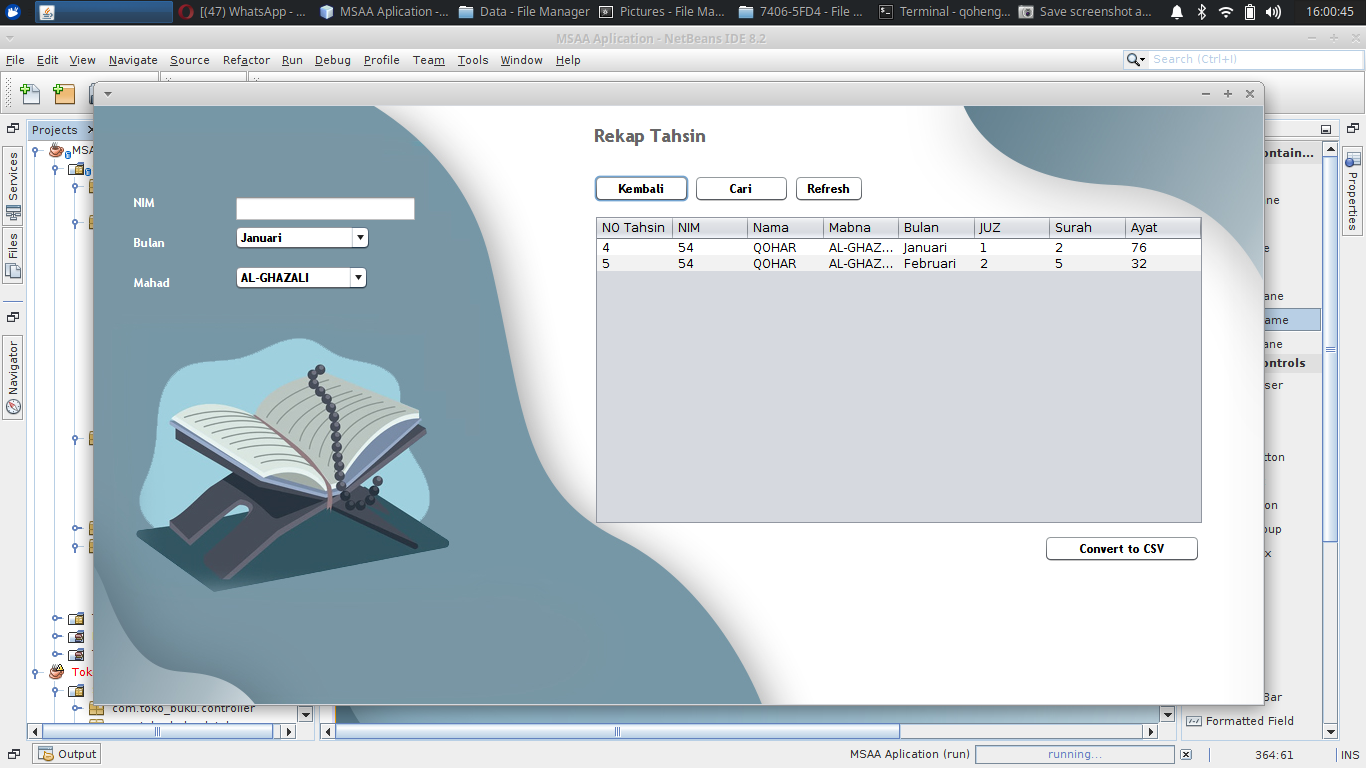 [(47) WhatsApp - ...
MSAA Aplication -...
Data - File Manager
Pictures - File Ma...
7406-5FD4 - File ...
Terminal - qoheng...
Save screenshot a...
16:00:45
MSAA Aplication - NetBeans IDE 8.2
File Edit View Navigate Source Refactor Run Debug Profile Team Tools Window Help
Search (Ctrl+I)
Projects
Services
Files
Navigator
MSA
Tok
com.toko_buku.controller
Rekap Tahsin
Kembali Cari Refresh
NIM
Bulan Januari
Mahad AL-GHAZALI
NO Tahsin NIM Nama Mabna Bulan JUZ Surah Ayat
4 54 QOHAR AL-GHAZ... Januari 1 2 76
5 54 QOHAR AL-GHAZ... Februari 2 5 32
Convert to CSV
ontain...
ne
e
ane
ame
ane
ontrols
ser
tton
on
oup
x
Bar
Formatted Field
Properties
Output
MSAA Aplication (run)
running...
364:61
INS